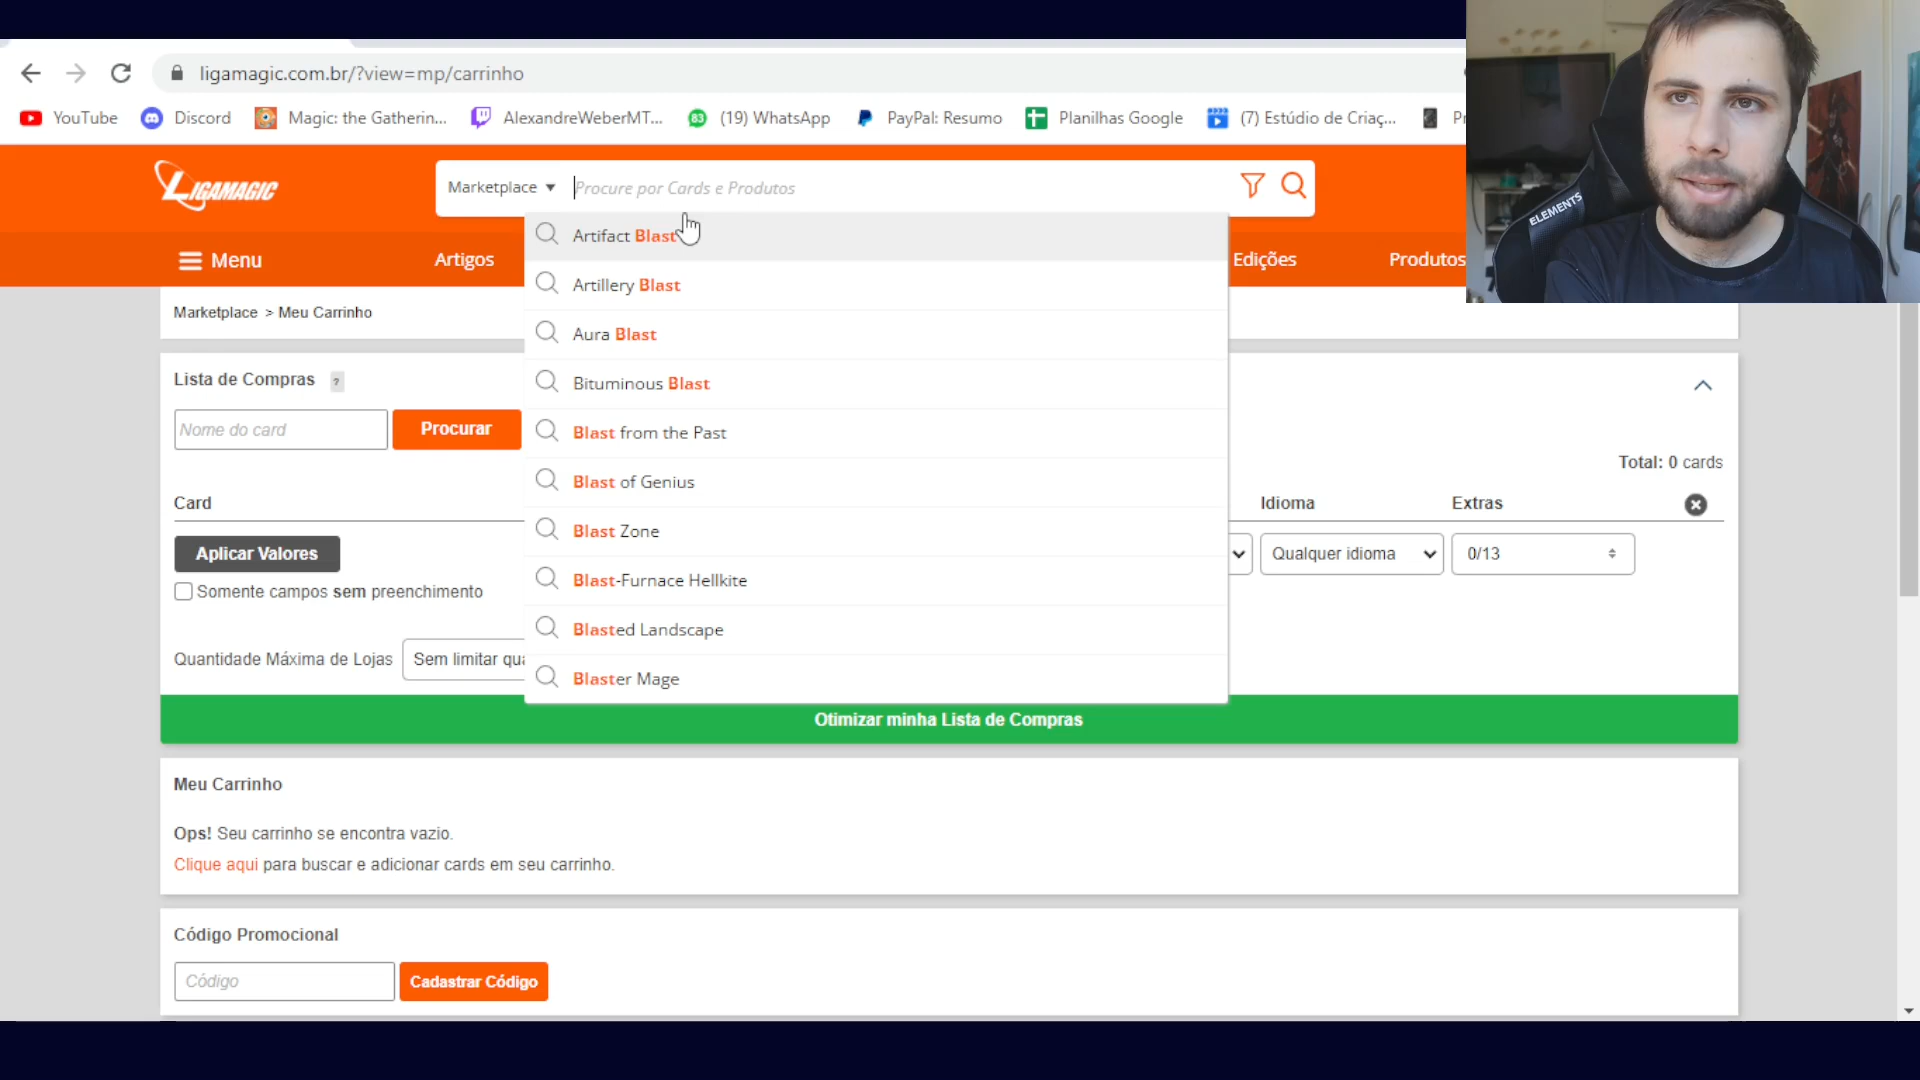 ligamagic.com.br/?view=mp/carrinho
YouTube
Discord
Magic: the Gatherin...
AlexandreWeberMT...
83
(19) WhatsApp
PayPal: Resumo
Planilhas Google
(7) Estúdio de Criaç...
LIGAMAGIC
Marketplace
Procure por Cards e Produtos
Menu
Artigos
Edições
Produtos
ELEMENTS
Artifact Blast
Artillery Blast
Aura Blast
Bituminous Blast
Blast from the Past
Blast of Genius
Blast Zone
Blast-Furnace Hellkite
Blasted Landscape
Blaster Mage
Marketplace > Meu Carrinho
Lista de Compras ?
Nome do card
Procurar
Total: 0 cards
Card
Idioma
Extras
Aplicar Valores
Qualquer idioma
0/13
Somente campos sem preenchimento
Quantidade Máxima de Lojas
Sem limitar qua
Otimizar minha Lista de Compras
Meu Carrinho
Ops! Seu carrinho se encontra vazio.
Clique aqui para buscar e adicionar cards em seu carrinho.
Código Promocional
Código
Cadastrar Código